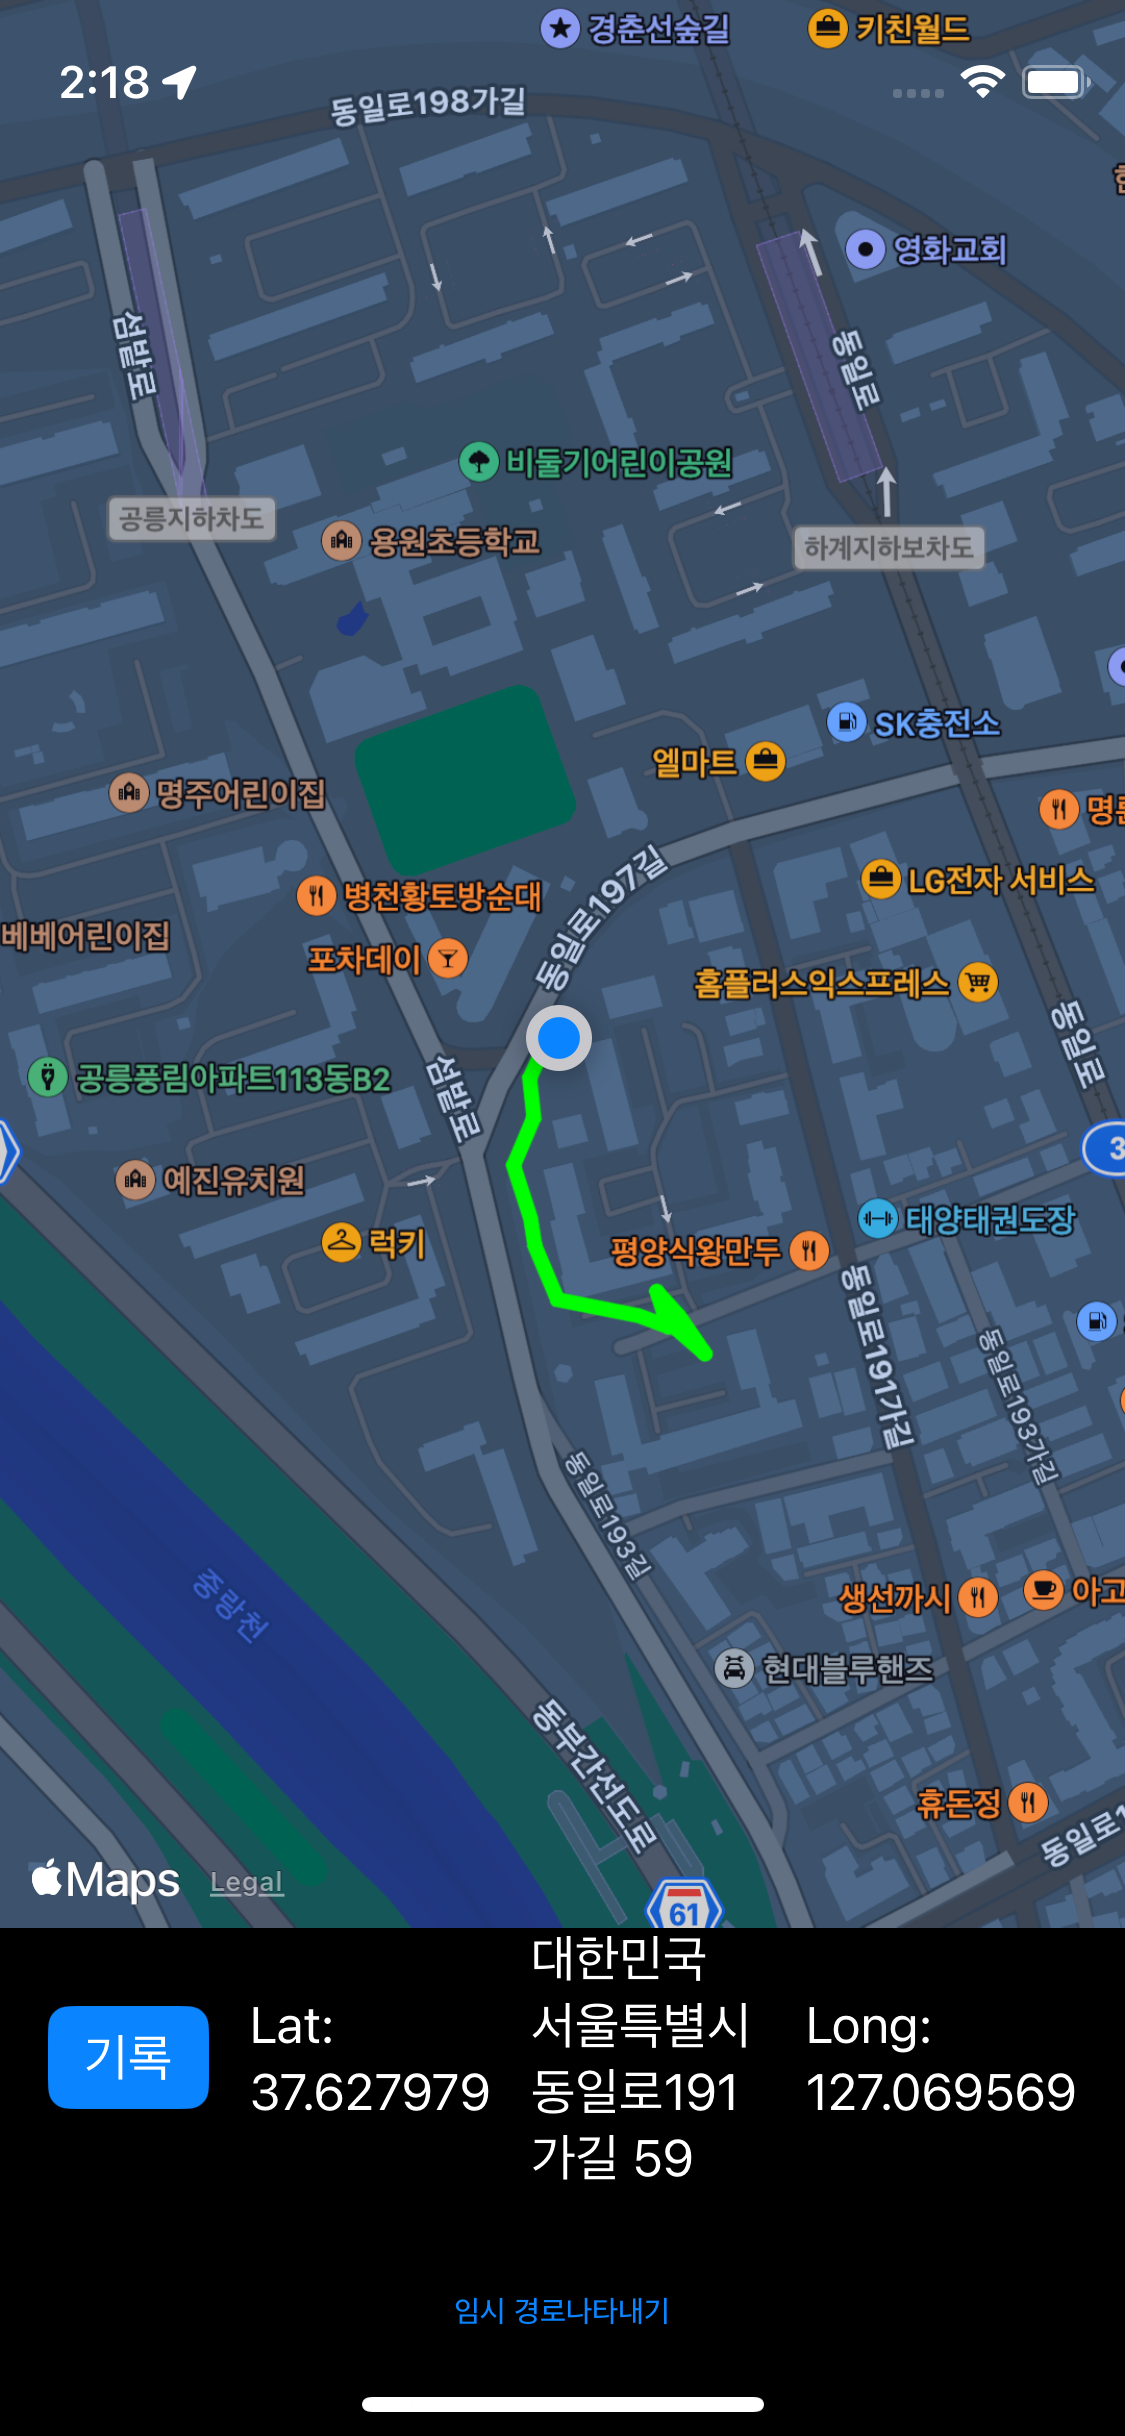 경춘선숲길
키친월드
2:18
동일로198가길
영화교회
섬밭로
동일로
비둘기어린이공원
공릉지하차도
용원초등학교
하계지하보차도
SK충전소
엘마트
명주어린이집
동일로197길
LG전자 서비스
병천황토방순대
베베어린이집
포차데이
홈플러스익스프레스
동일로
섬밭로
공릉풍림아파트113동B2
3
예진유치원
태양태권도장
럭키
평양식왕만두
동일로191가길
동일로193가길
동일로193길
중랑천
생선까시
아고
현대블루핸즈
동부간선도로
휴돈정
동일로1
Maps
Legal
61
기록
Lat:
37.627979
대한민국
서울특별시
동일로191
가길 59
Long:
127.069569
임시 경로나타내기